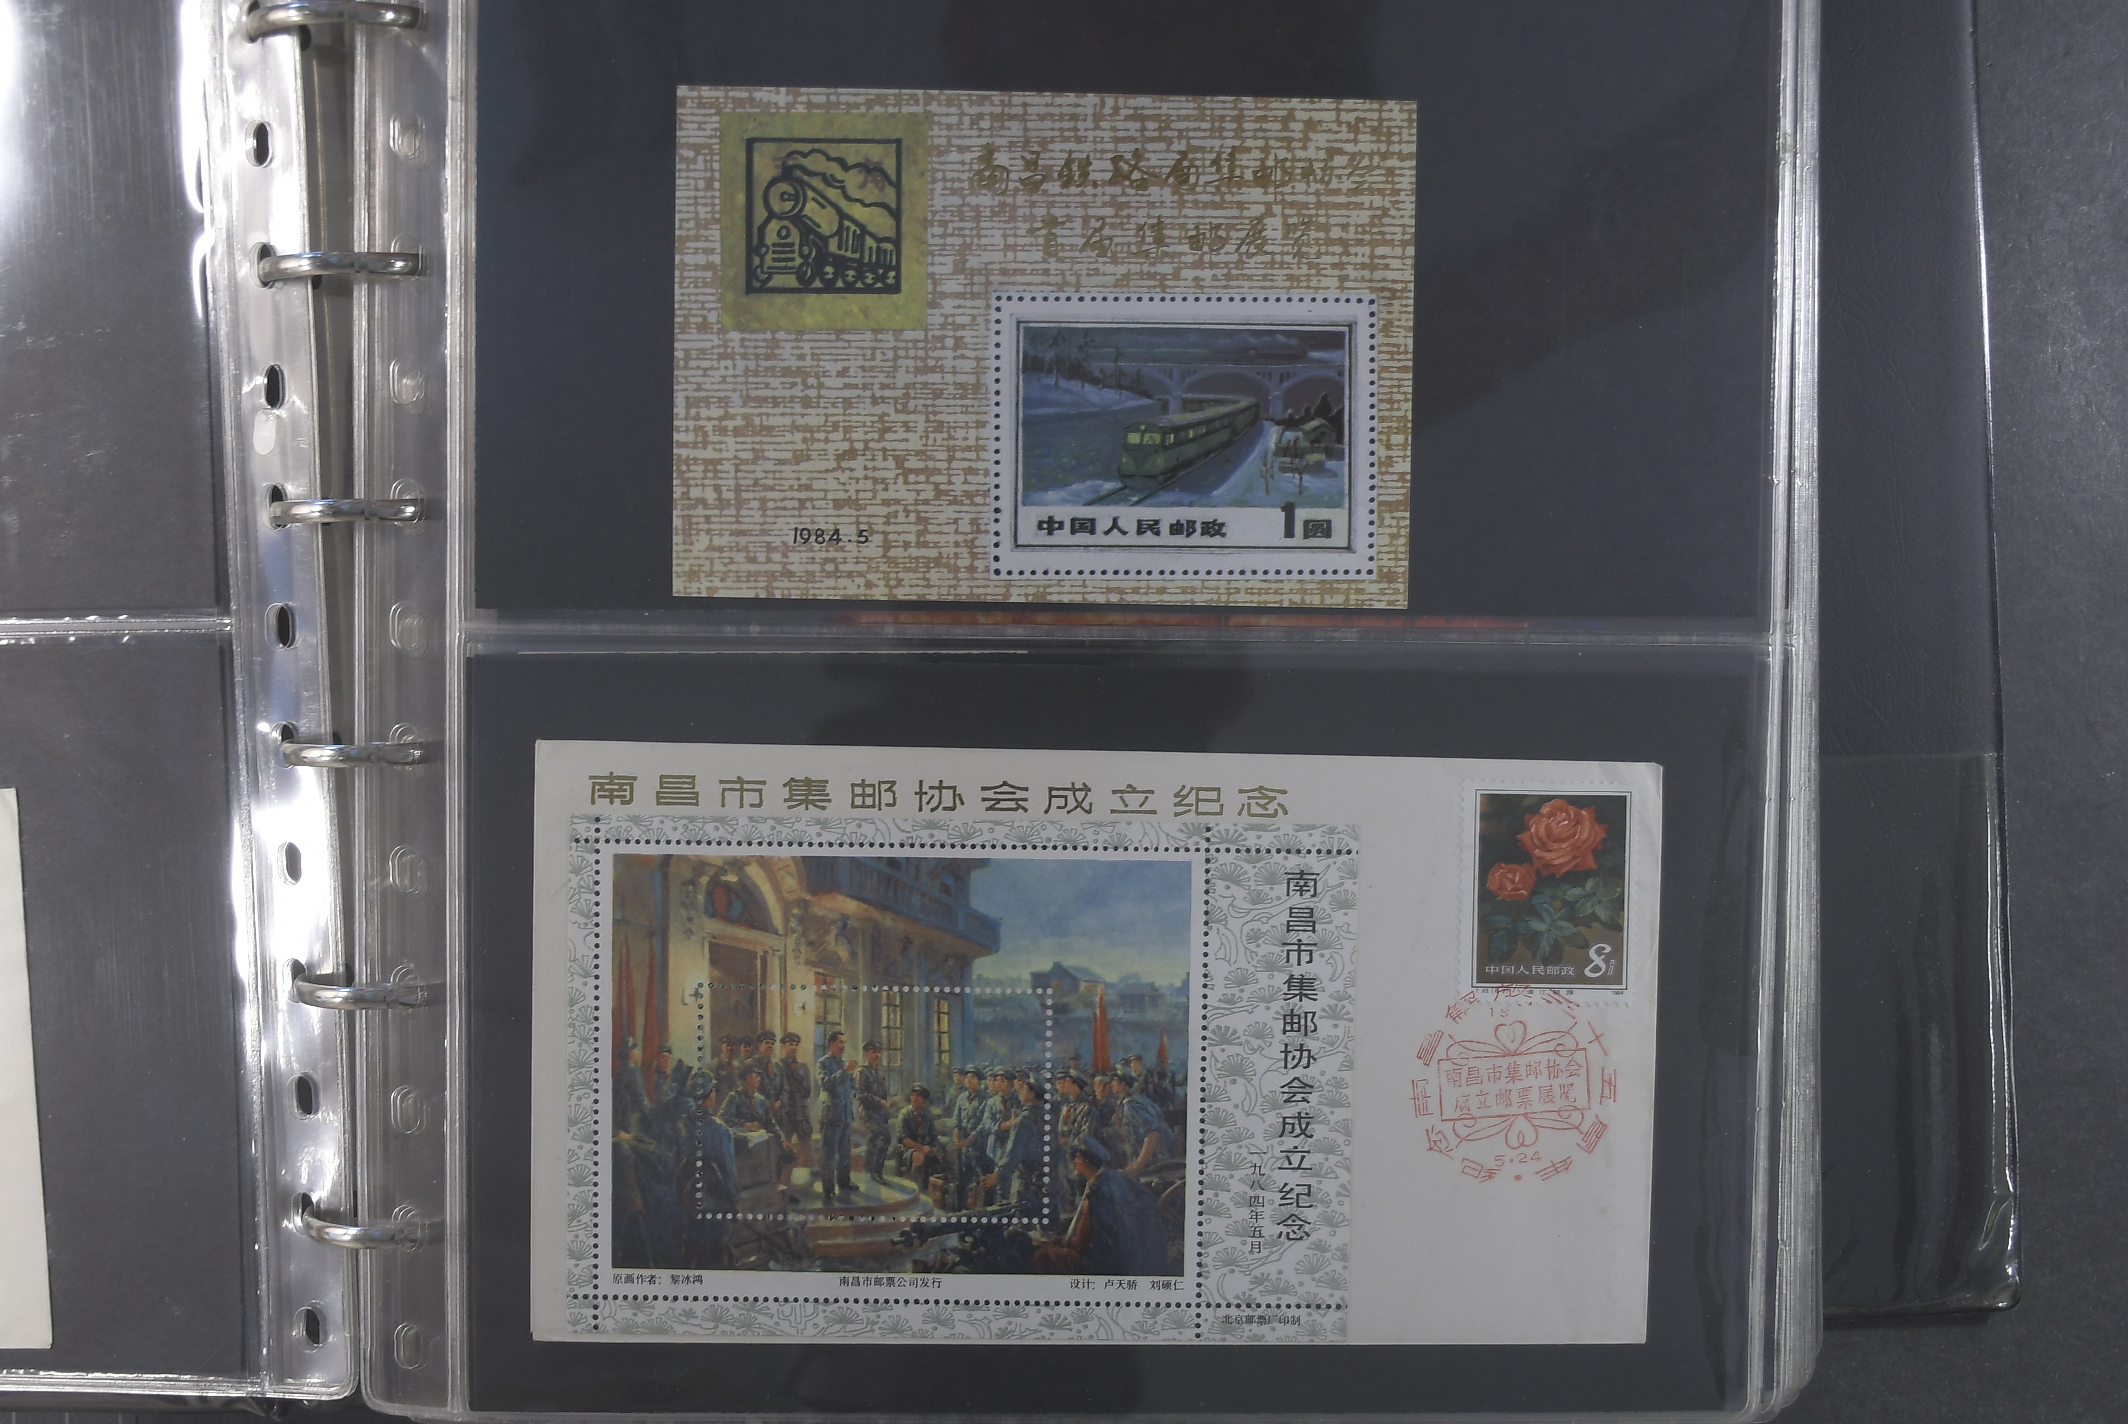 南昌铁路局集邮协会
首届集邮展览
1984.5
中国人民邮政 1圆
南昌市集邮协会成立纪念
南昌市集邮协会成立纪念
一九八四年五月
原画作者：黎冰鸿 南昌市邮票公司发行 设计：卢天骄 刘硕仁
北京邮票厂印制
中国人民邮政 8分
1984
南昌市集邮协会
成立邮票展览
5.24